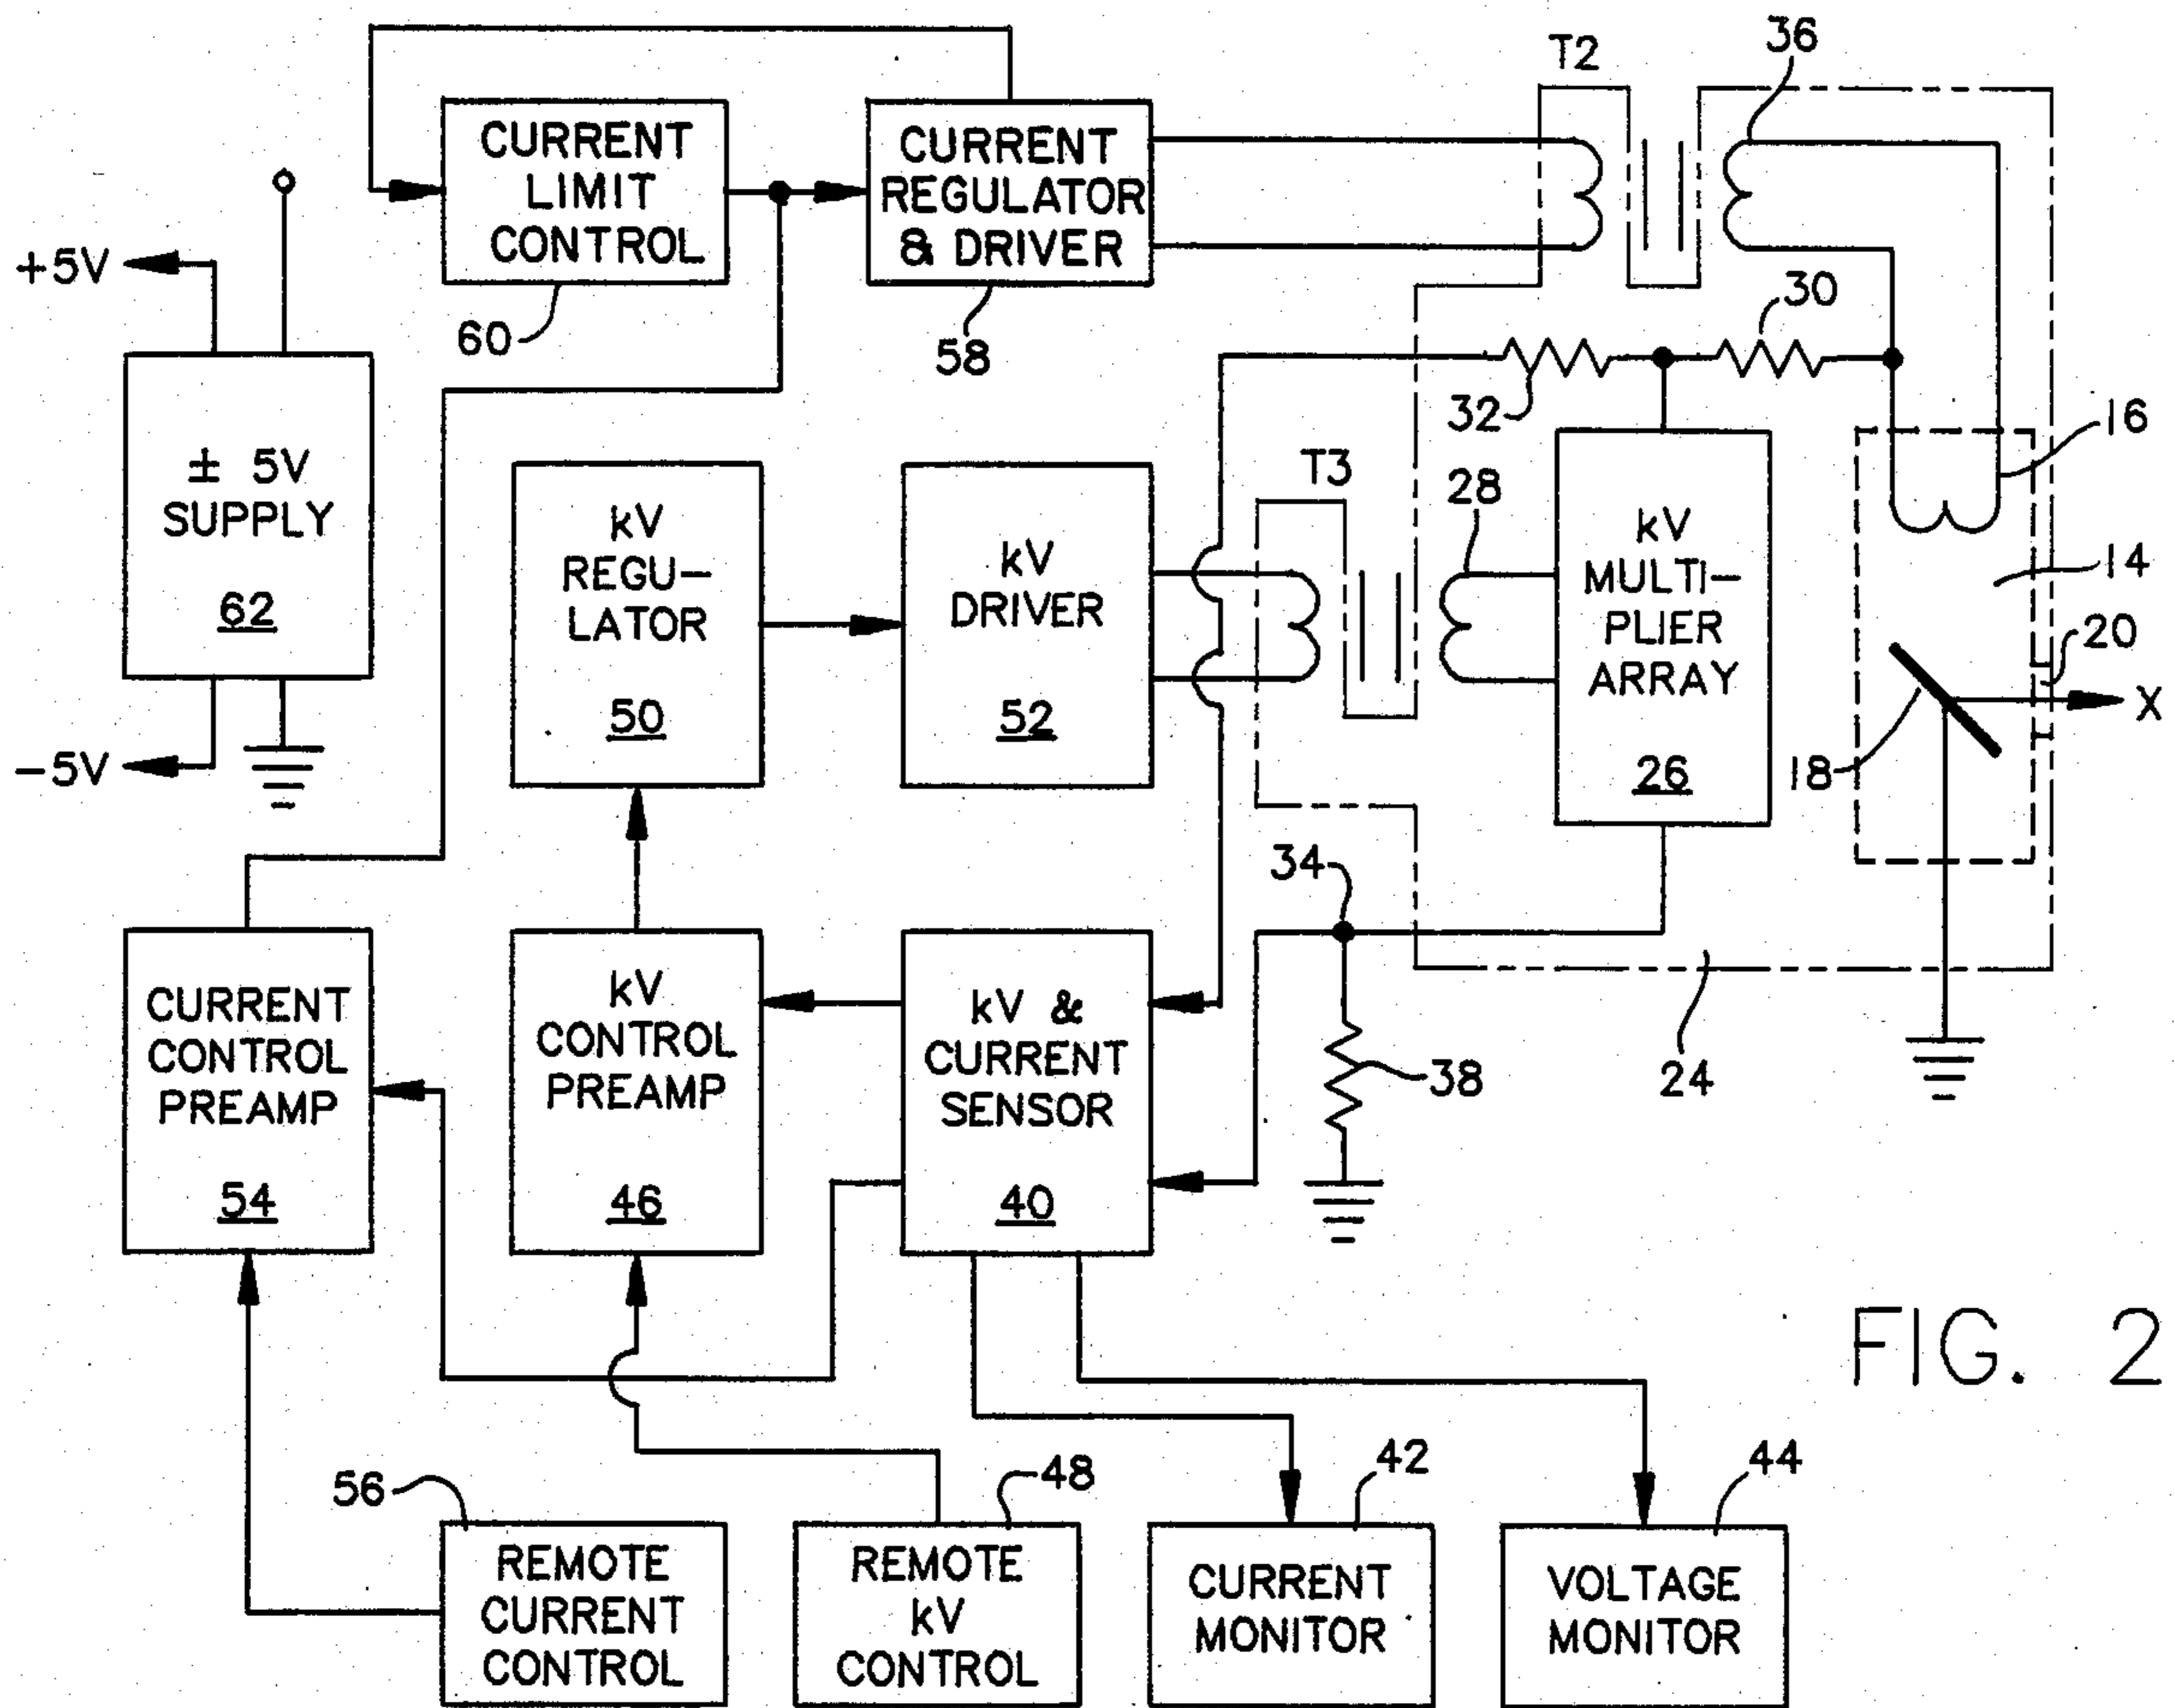 T2
36
CURRENT
LIMIT
CONTROL
60
CURRENT
REGULATOR
& DRIVER
58
+5V
30
32
16
± 5V
SUPPLY
62
-5V
kV
REGU-
LATOR
50
kV
DRIVER
52
T3
28
kV
MULTI-
PLIER
ARRAY
26
14
20
X
18
34
24
38
CURRENT
CONTROL
PREAMP
54
kV
CONTROL
PREAMP
46
kV &
CURRENT
SENSOR
40
FIG. 2
56
REMOTE
CURRENT
CONTROL
48
REMOTE
kV
CONTROL
42
CURRENT
MONITOR
44
VOLTAGE
MONITOR